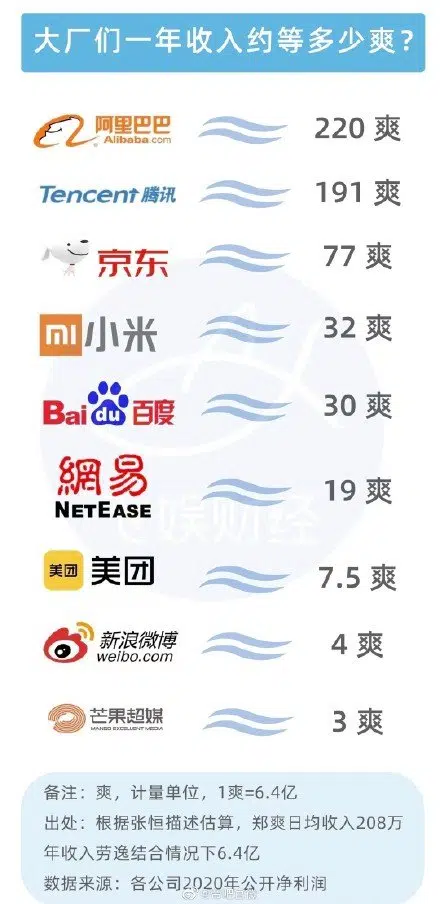 大厂们一年收入约等多少爽？
阿里巴巴
Alibaba.com
220 爽
Tencent 腾讯
191 爽
京东
77 爽
mi 小米
32 爽
Bai du 百度
30 爽
網易
NETEASE
19 爽
美团 美团
7.5 爽
新浪微博
weibo.com
4 爽
芒果超媒
MANGO EXCELLENT MEDIA
3 爽
娱财经
备注：爽，计量单位，1爽=6.4亿
出处：根据张恒描述估算，郑爽日均收入208万
年收入劳逸结合情况下6.4亿
数据来源：各公司2020年公开净利润